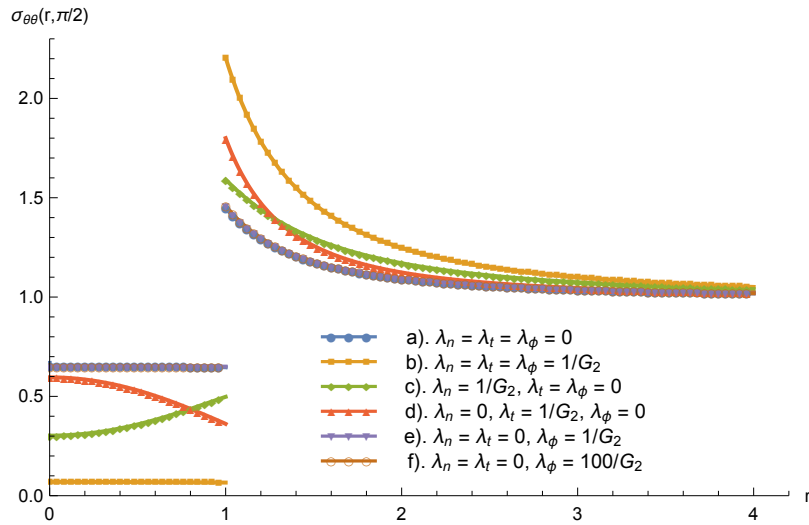 σθθ(r,π/2)
2.0
1.5
1.0
0.5
0.0
a). λn = λt = λϕ = 0
b). λn = λt = λϕ = 1/G2
c). λn = 1/G2, λt = λϕ = 0
d). λn = 0, λt = 1/G2, λϕ = 0
e). λn = λt = 0, λϕ = 1/G2
f). λn = λt = 0, λϕ = 100/G2
0 1 2 3 4 r